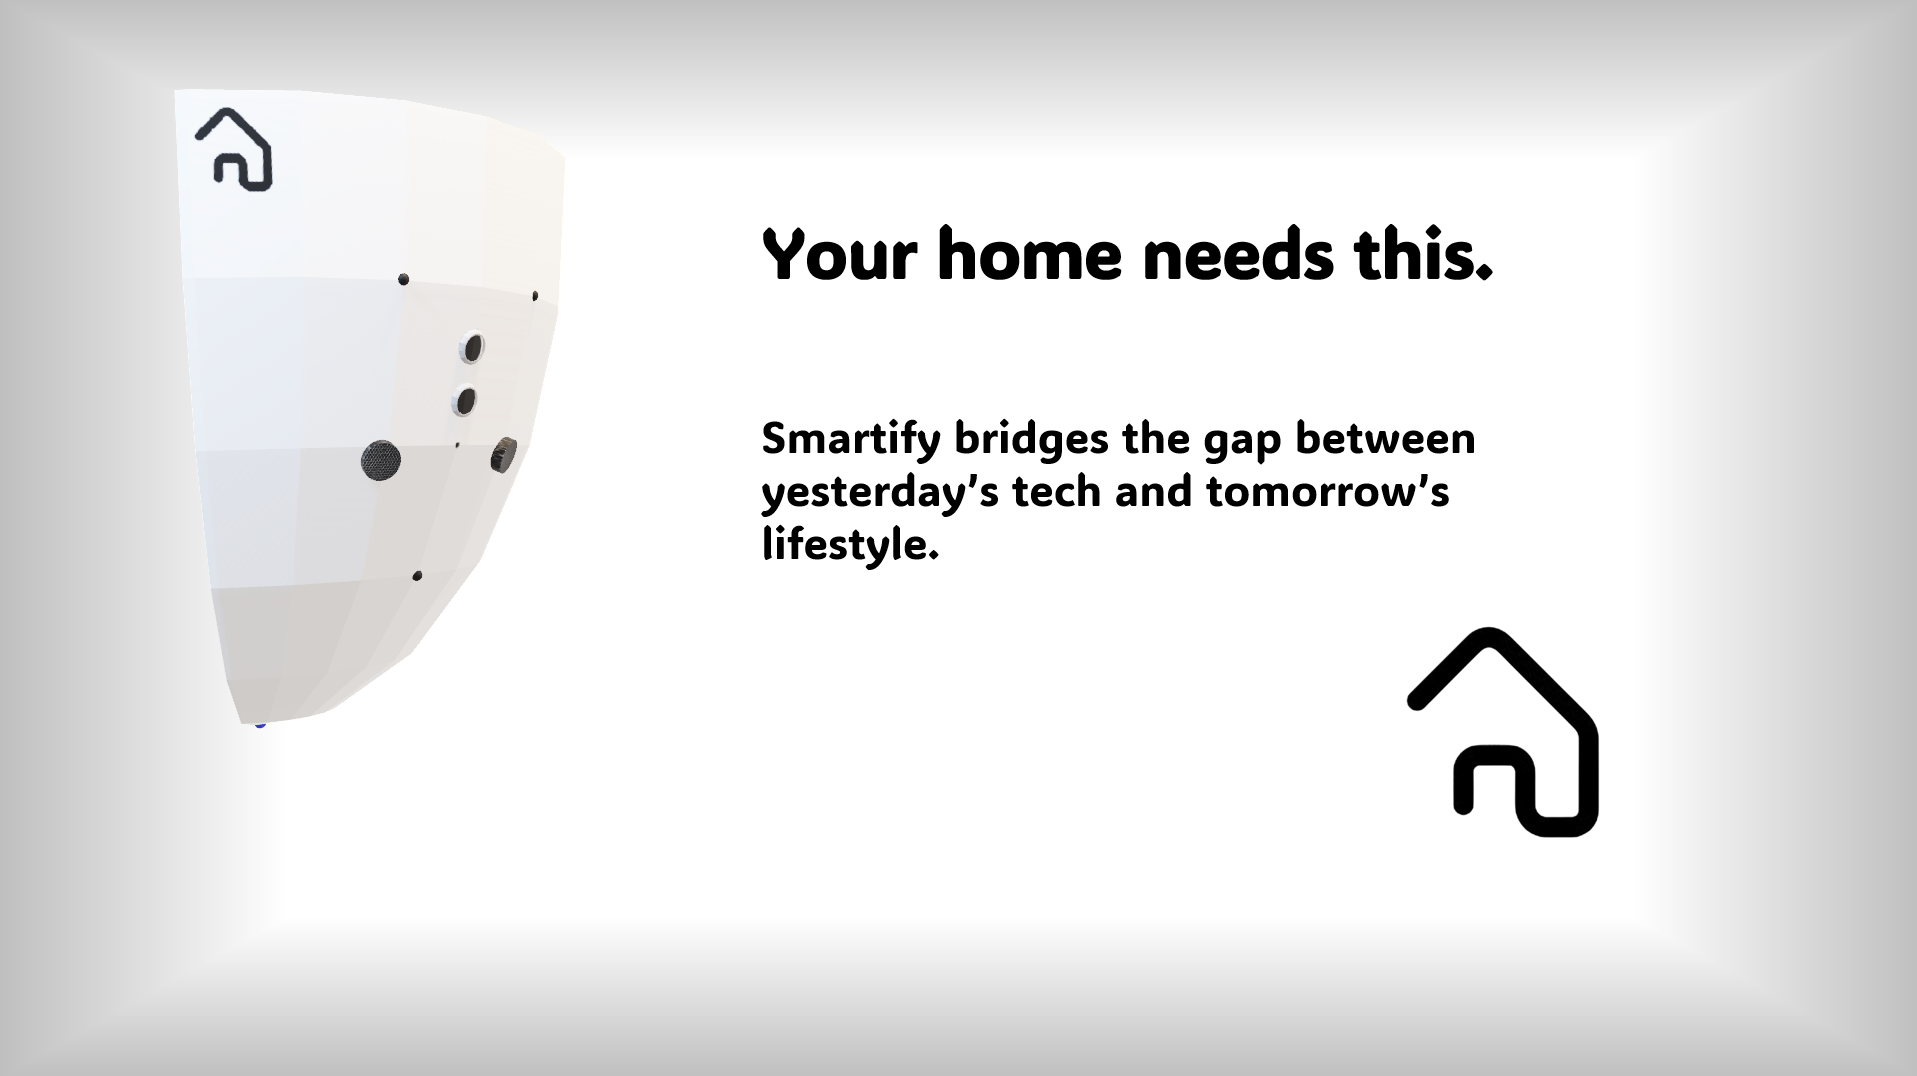 Your home needs this.
Smartify bridges the gap between
yesterday’s tech and tomorrow’s
lifestyle.